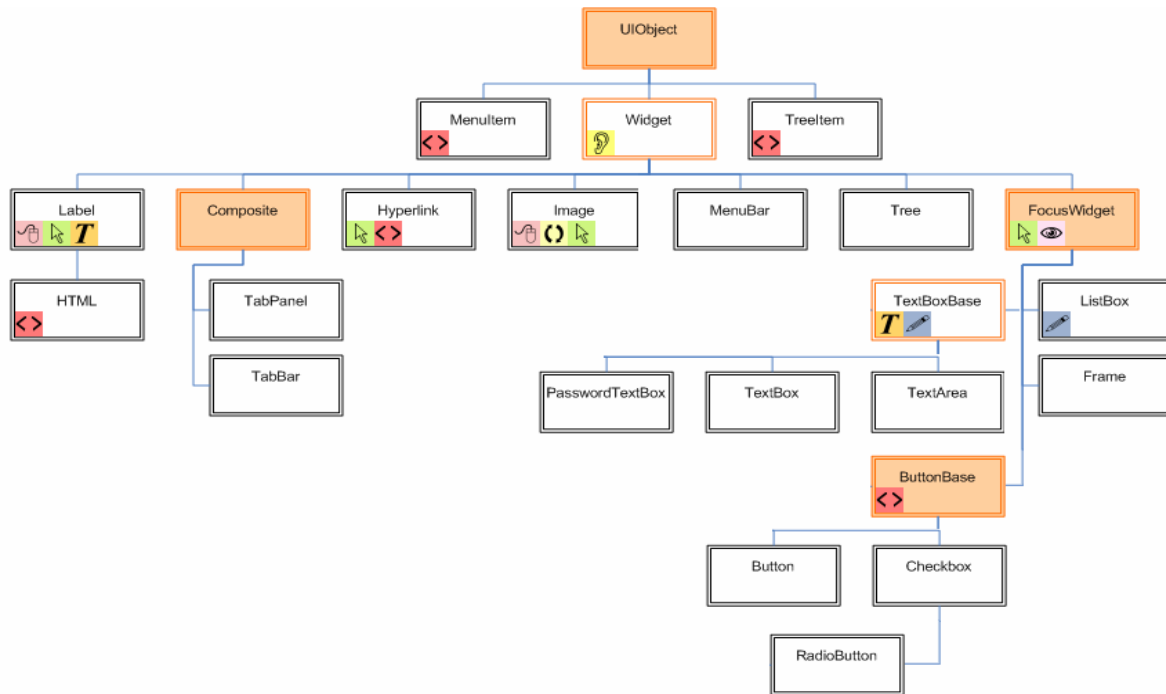 UIObject
MenuItem
Widget
TreeItem
<>
<>
Label
Composite
Hyperlink
Image
MenuBar
Tree
FocusWidget
T
<>
HTML
TabPanel
TextBoxBase
ListBox
<>
T
TabBar
PasswordTextBox
TextBox
TextArea
Frame
ButtonBase
<>
Button
Checkbox
RadioButton